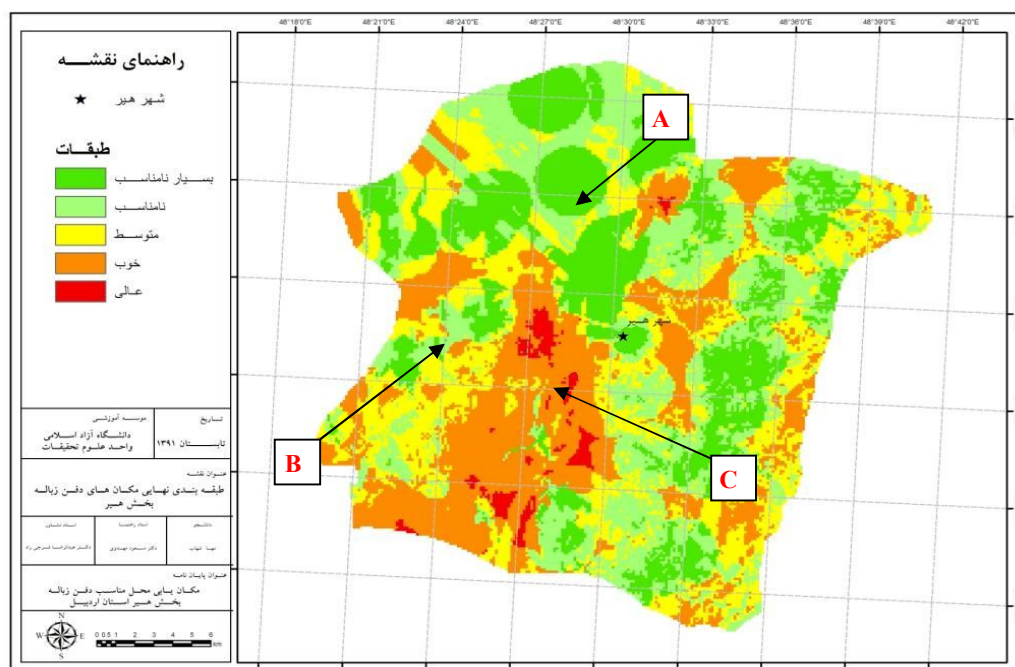 48°18'0"E 48°21'0"E 48°24'0"E 48°27'0"E 48°30'0"E 48°33'0"E 48°36'0"E 48°39'0"E 48°42'0"E
راهنمای نقشه
شهر هیر
طبقات
بسیار نامناسب
نامناسب
متوسط
خوب
عالی
A
B
C
شهر هیر
موسسه آموزشی
دانشگاه آزاد اسلامی
واحد علوم تحقیقات
تاریخ
تابستان ۱۳۹۱
عنوان نقشه
طبقه بندی نهایی مکان های دفن زباله
بخش هیر
دانشجو
استاد راهنما
دکتر مسعود مهدوی
استاد مشاور
عنوان پایان نامه
مکان یابی محل مناسب دفن زباله
بخش هیر استان اردبیل
N
W E
S
0 0.5 1 2 3 4 5 6
km